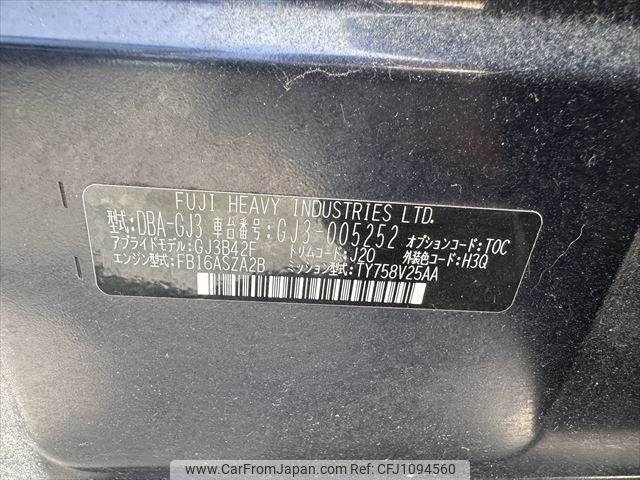 FUJI HEAVY INDUSTRIES LTD.
型式:DBA-GJ3 車台番号:GJ3-005252 オプションコード:TOC
アプライドモデル:GJ3B42F トリムコード:J20 外装色コード:H3Q
エンジン型式:FB16ASZA2B ミッション型式:TY758V25AA
www.carfromjapan.com Car No. CFJ1094560